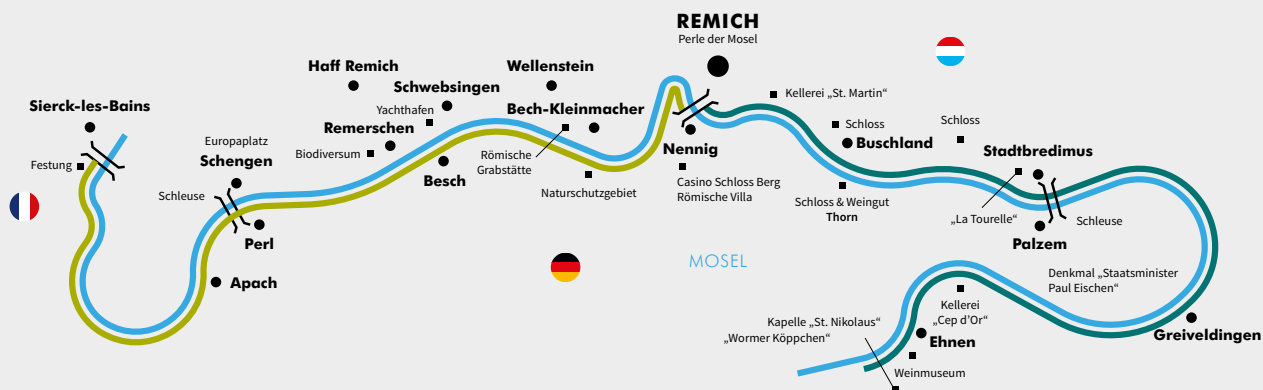 REMICH
Perle der Mosel
Haff Remich
Wellenstein
Schwebsingen
Kellerei „St. Martin“
Sierck-les-Bains
Yachthafen
Bech-Kleinmacher
Schloss
Schloss
Europaplatz
Remerschen
Buschland
Schengen
Biodiversum
Römische
Grabstätte
Nennig
Stadtbredimus
Festung
Besch
Casino Schloss Berg
Römische Villa
Naturschutzgebiet
Schleuse
Schloss & Weingut
Thorn
„La Tourelle“
Schleuse
Perl
Palzem
MOSEL
Apach
Denkmal „Staatsminister
Paul Eischen“
Kellerei
„Cep d’Or“
Kapelle „St. Nikolaus“
„Wormer Köppchen“
Ehnen
Greiveldingen
Weinmuseum